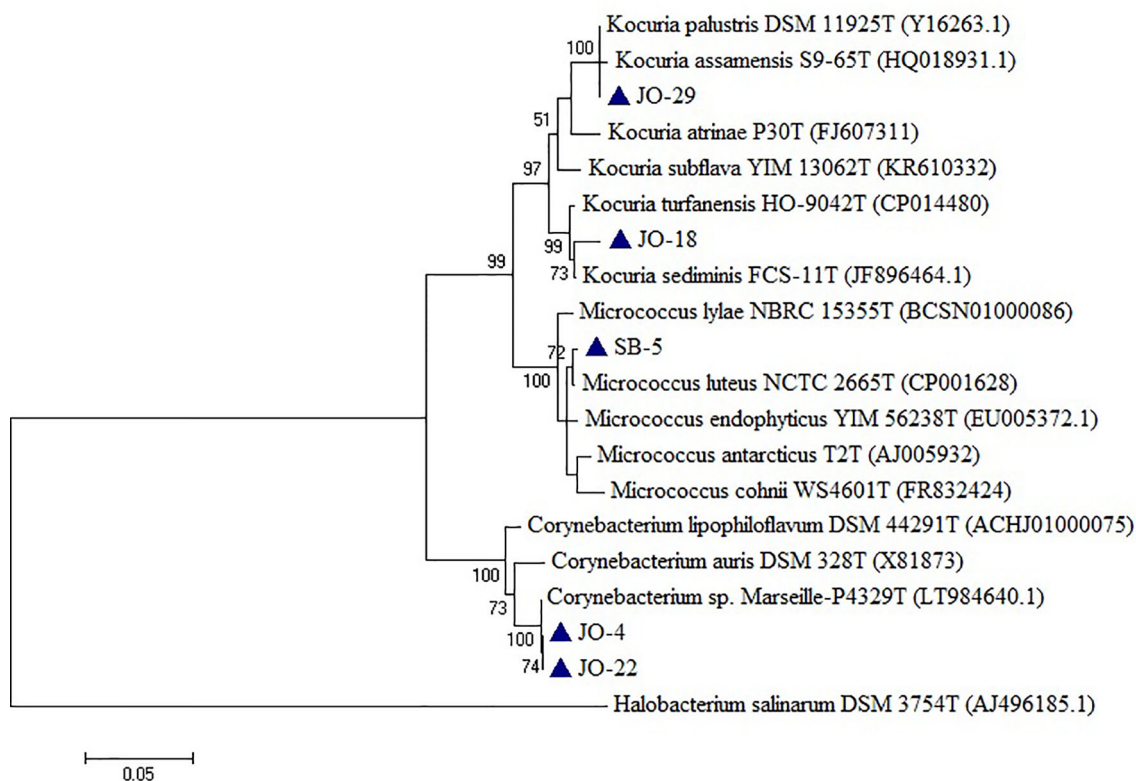 Kocuria palustris DSM 11925T (Y16263.1)
100
Kocuria assamensis S9-65T (HQ018931.1)
JO-29
51
Kocuria atrinae P30T (FJ607311)
97
Kocuria subflava YIM 13062T (KR610332)
Kocuria turfanensis HO-9042T (CP014480)
99
JO-18
99
73
Kocuria sediminis FCS-11T (JF896464.1)
Micrococcus lylae NBRC 15355T (BCSN01000086)
72
SB-5
100
Micrococcus luteus NCTC 2665T (CP001628)
Micrococcus endophyticus YIM 56238T (EU005372.1)
Micrococcus antarcticus T2T (AJ005932)
Micrococcus cohnii WS4601T (FR832424)
Corynebacterium lipophiloflavum DSM 44291T (ACHJ01000075)
100
Corynebacterium auris DSM 328T (X81873)
73
Corynebacterium sp. Marseille-P4329T (LT984640.1)
100
JO-4
74
JO-22
Halobacterium salinarum DSM 3754T (AJ496185.1)
0.05